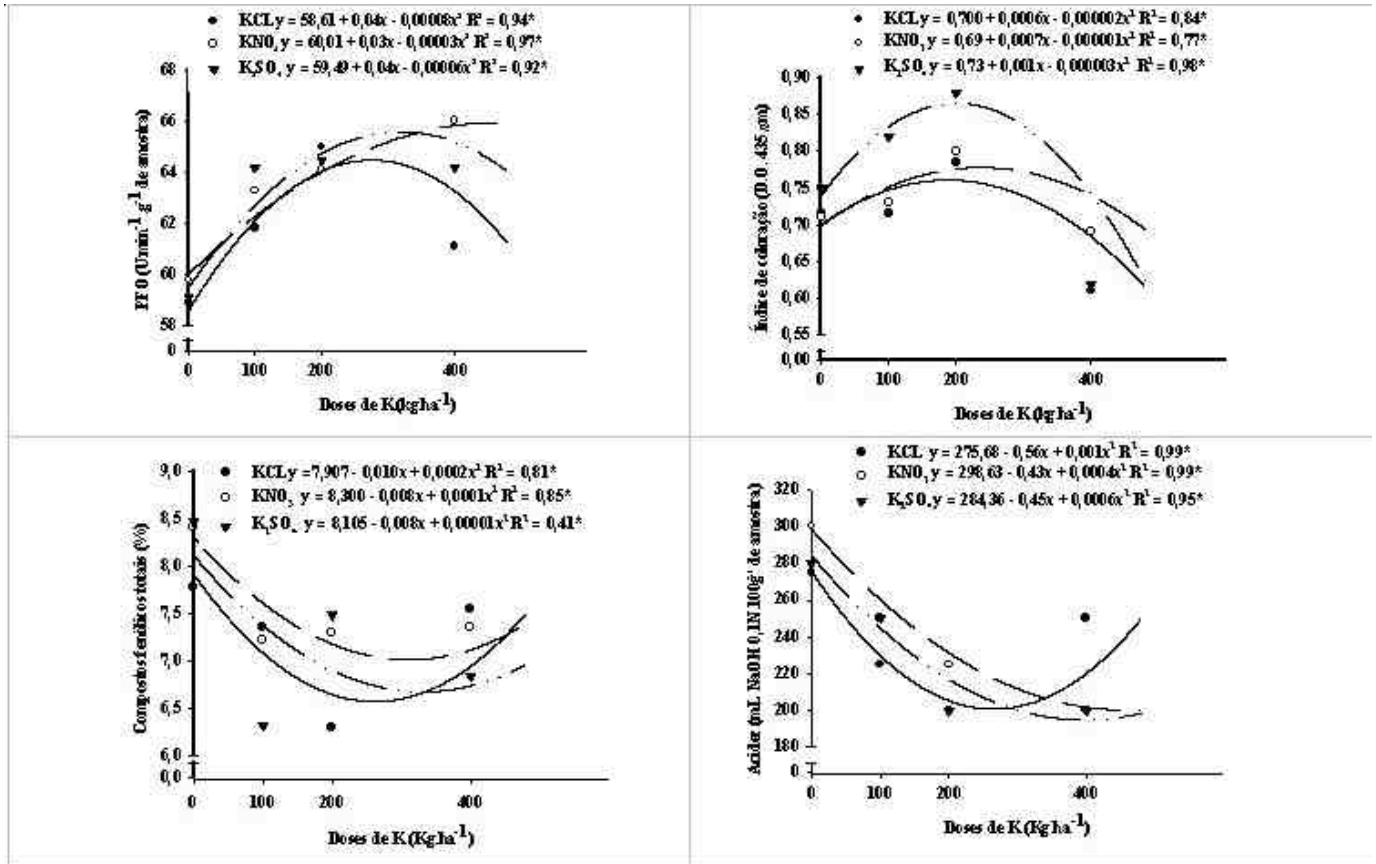 KCL y = 58,61 + 0,04x - 0,00008x² R² = 0,94*
KNO₃ y = 60,01 + 0,03x - 0,00003x² R² = 0,97*
K₂SO₄ y = 59,49 + 0,04x - 0,00006x² R² = 0,92*
PFO (U min⁻¹ g⁻¹ de amostra)
68
66
64
62
60
58
0
0 100 200 400
Doses de K (kg ha⁻¹)
KCL y = 0,700 + 0,0006x - 0,000002x² R² = 0,84*
KNO₃ y = 0,69 + 0,0007x - 0,000001x² R² = 0,77*
K₂SO₄ y = 0,73 + 0,001x - 0,000003x² R² = 0,98*
Índice de coloração (D.O. 435 nm)
0,90
0,85
0,80
0,75
0,70
0,65
0,60
0,55
0,00
0 100 200 400
Doses de K (kg ha⁻¹)
KCL y = 7,907 - 0,010x + 0,0002x² R² = 0,81*
KNO₃ y = 8,300 - 0,008x + 0,0001x² R² = 0,85*
K₂SO₄ y = 8,105 - 0,008x + 0,00001x² R² = 0,41*
Compostos fenólicos totais (%)
9,0
8,5
8,0
7,5
7,0
6,5
6,0
0,0
0 100 200 400
Doses de K (Kg ha⁻¹)
KCL y = 275,68 - 0,56x + 0,001x² R² = 0,99*
KNO₃ y = 298,63 - 0,43x + 0,0004x² R² = 0,99*
K₂SO₄ y = 284,36 - 0,45x + 0,0006x² R² = 0,95*
Acidez (mL NaOH 0,1N 100g⁻¹ de amostra)
320
300
280
260
240
220
200
180
0
0 100 200 400
Doses de K (Kg ha⁻¹)